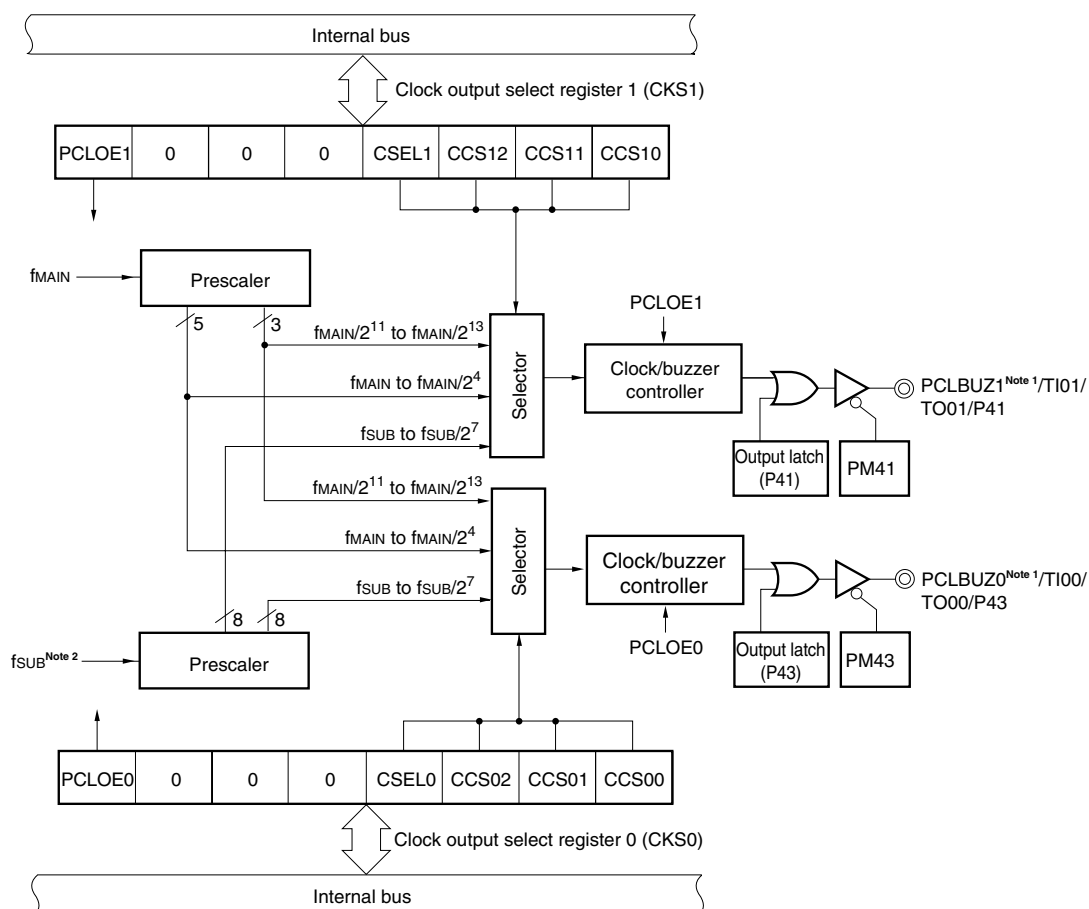 Internal bus
Clock output select register 1 (CKS1)
PCLOE1 0 0 0 CSEL1 CCS12 CCS11 CCS10
fMAIN
Prescaler
5 3
PCLOE1
fMAIN/2¹¹ to fMAIN/2¹³
fMAIN to fMAIN/2⁴
fSUB to fSUB/2⁷
Selector
Clock/buzzer
controller
PCLBUZ1Note 1/TI01/
TO01/P41
Output latch
(P41)
PM41
fMAIN/2¹¹ to fMAIN/2¹³
fMAIN to fMAIN/2⁴
fSUB to fSUB/2⁷
Selector
Clock/buzzer
controller
PCLBUZ0Note 1/TI00/
TO00/P43
PCLOE0
Output latch
(P43)
PM43
8 8
fSUBNote 2
Prescaler
PCLOE0 0 0 0 CSEL0 CCS02 CCS01 CCS00
Clock output select register 0 (CKS0)
Internal bus